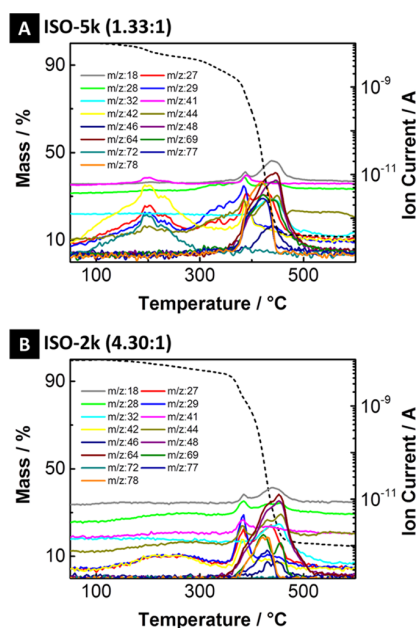 A ISO-5k (1.33:1)
90
50
10
Mass / %
m/z:18 m/z:27
m/z:28 m/z:29
m/z:32 m/z:41
m/z:42 m/z:44
m/z:46 m/z:48
m/z:64 m/z:69
m/z:72 m/z:77
m/z:78
10⁻⁹
10⁻¹¹
Ion Current / A
100 300 500
Temperature / °C
B ISO-2k (4.30:1)
90
50
10
Mass / %
m/z:18 m/z:27
m/z:28 m/z:29
m/z:32 m/z:41
m/z:42 m/z:44
m/z:46 m/z:48
m/z:64 m/z:69
m/z:72 m/z:77
m/z:78
10⁻⁹
10⁻¹¹
Ion Current / A
100 300 500
Temperature / °C